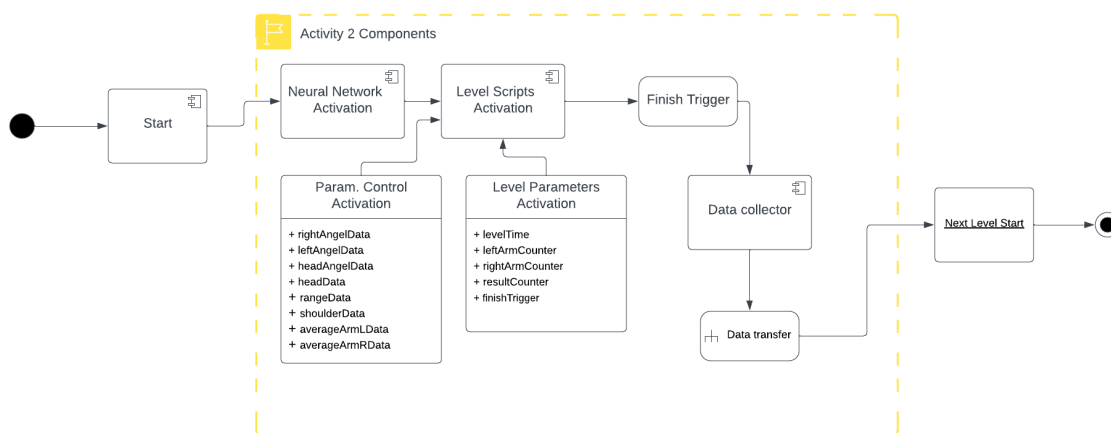 Activity 2 Components
Start
Neural Network
Activation
Level Scripts
Activation
Finish Trigger
Param. Control
Activation
+ rightAngelData
+ leftAngelData
+ headAngelData
+ headData
+ rangeData
+ shoulderData
+ averageArmLData
+ averageArmRData
Level Parameters
Activation
+ levelTime
+ leftArmCounter
+ rightArmCounter
+ resultCounter
+ finishTrigger
Data collector
Data transfer
Next Level Start